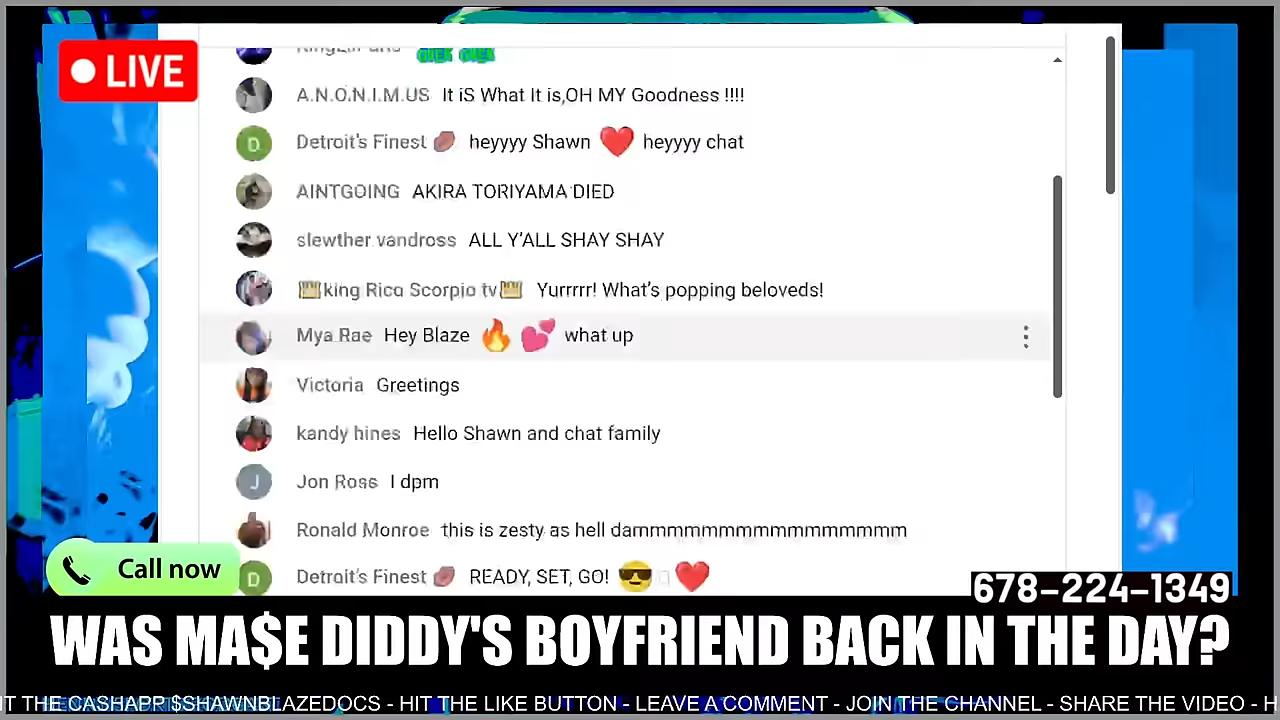 LIVE
A.N.O.N.I.M.US It iS What It is,OH MY Goodness !!!!
Detroit's Finest 🏉 heyyyy Shawn ❤️ heyyyy chat
AINTGOING AKIRA TORIYAMA DIED
slewther vandross ALL Y'ALL SHAY SHAY
king Rico Scorpio tv Yurrrrr! What's popping beloveds!
Mya Rae Hey Blaze 🔥 💕 what up
Victoria Greetings
kandy hines Hello Shawn and chat family
J Jon Ross I dpm
Ronald Monroe this is zesty as hell dammmmmmmmmmmmmmmm
D Detroit's Finest 🏉 READY, SET, GO! 😎 ❤️
D
Call now
678-224-1349
WAS MA$E DIDDY'S BOYFRIEND BACK IN THE DAY?
IT THE CASHAPP $SHAWNBLAZEDOCS - HIT THE LIKE BUTTON - LEAVE A COMMENT - JOIN THE CHANNEL - SHARE THE VIDEO - H